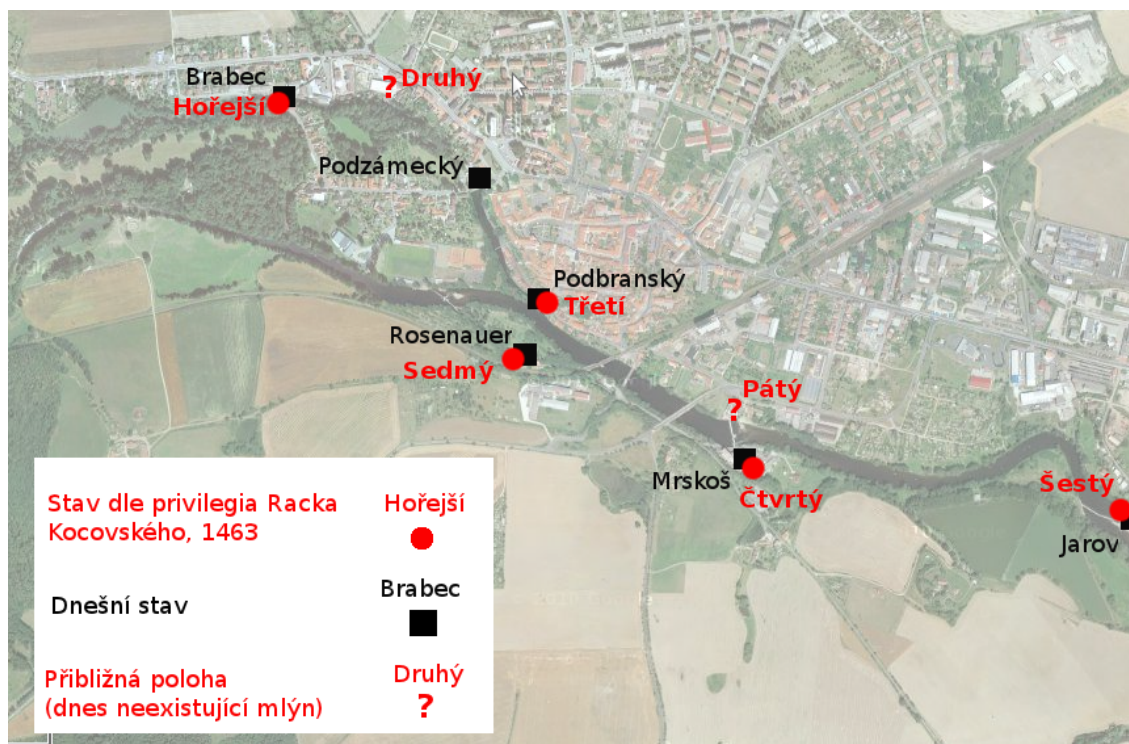 Brabec
Hořejší
? Druhý
Podzámecký
Podbranský
Třetí
Rosenauer
Sedmý
Pátý
?
Mrskoš
Čtvrtý
Šestý
Jarov
Stav dle privilegia Racka
Kocovského, 1463
Hořejší
Dnešní stav
Brabec
Přibližná poloha
(dnes neexistující mlýn)
Druhý
?